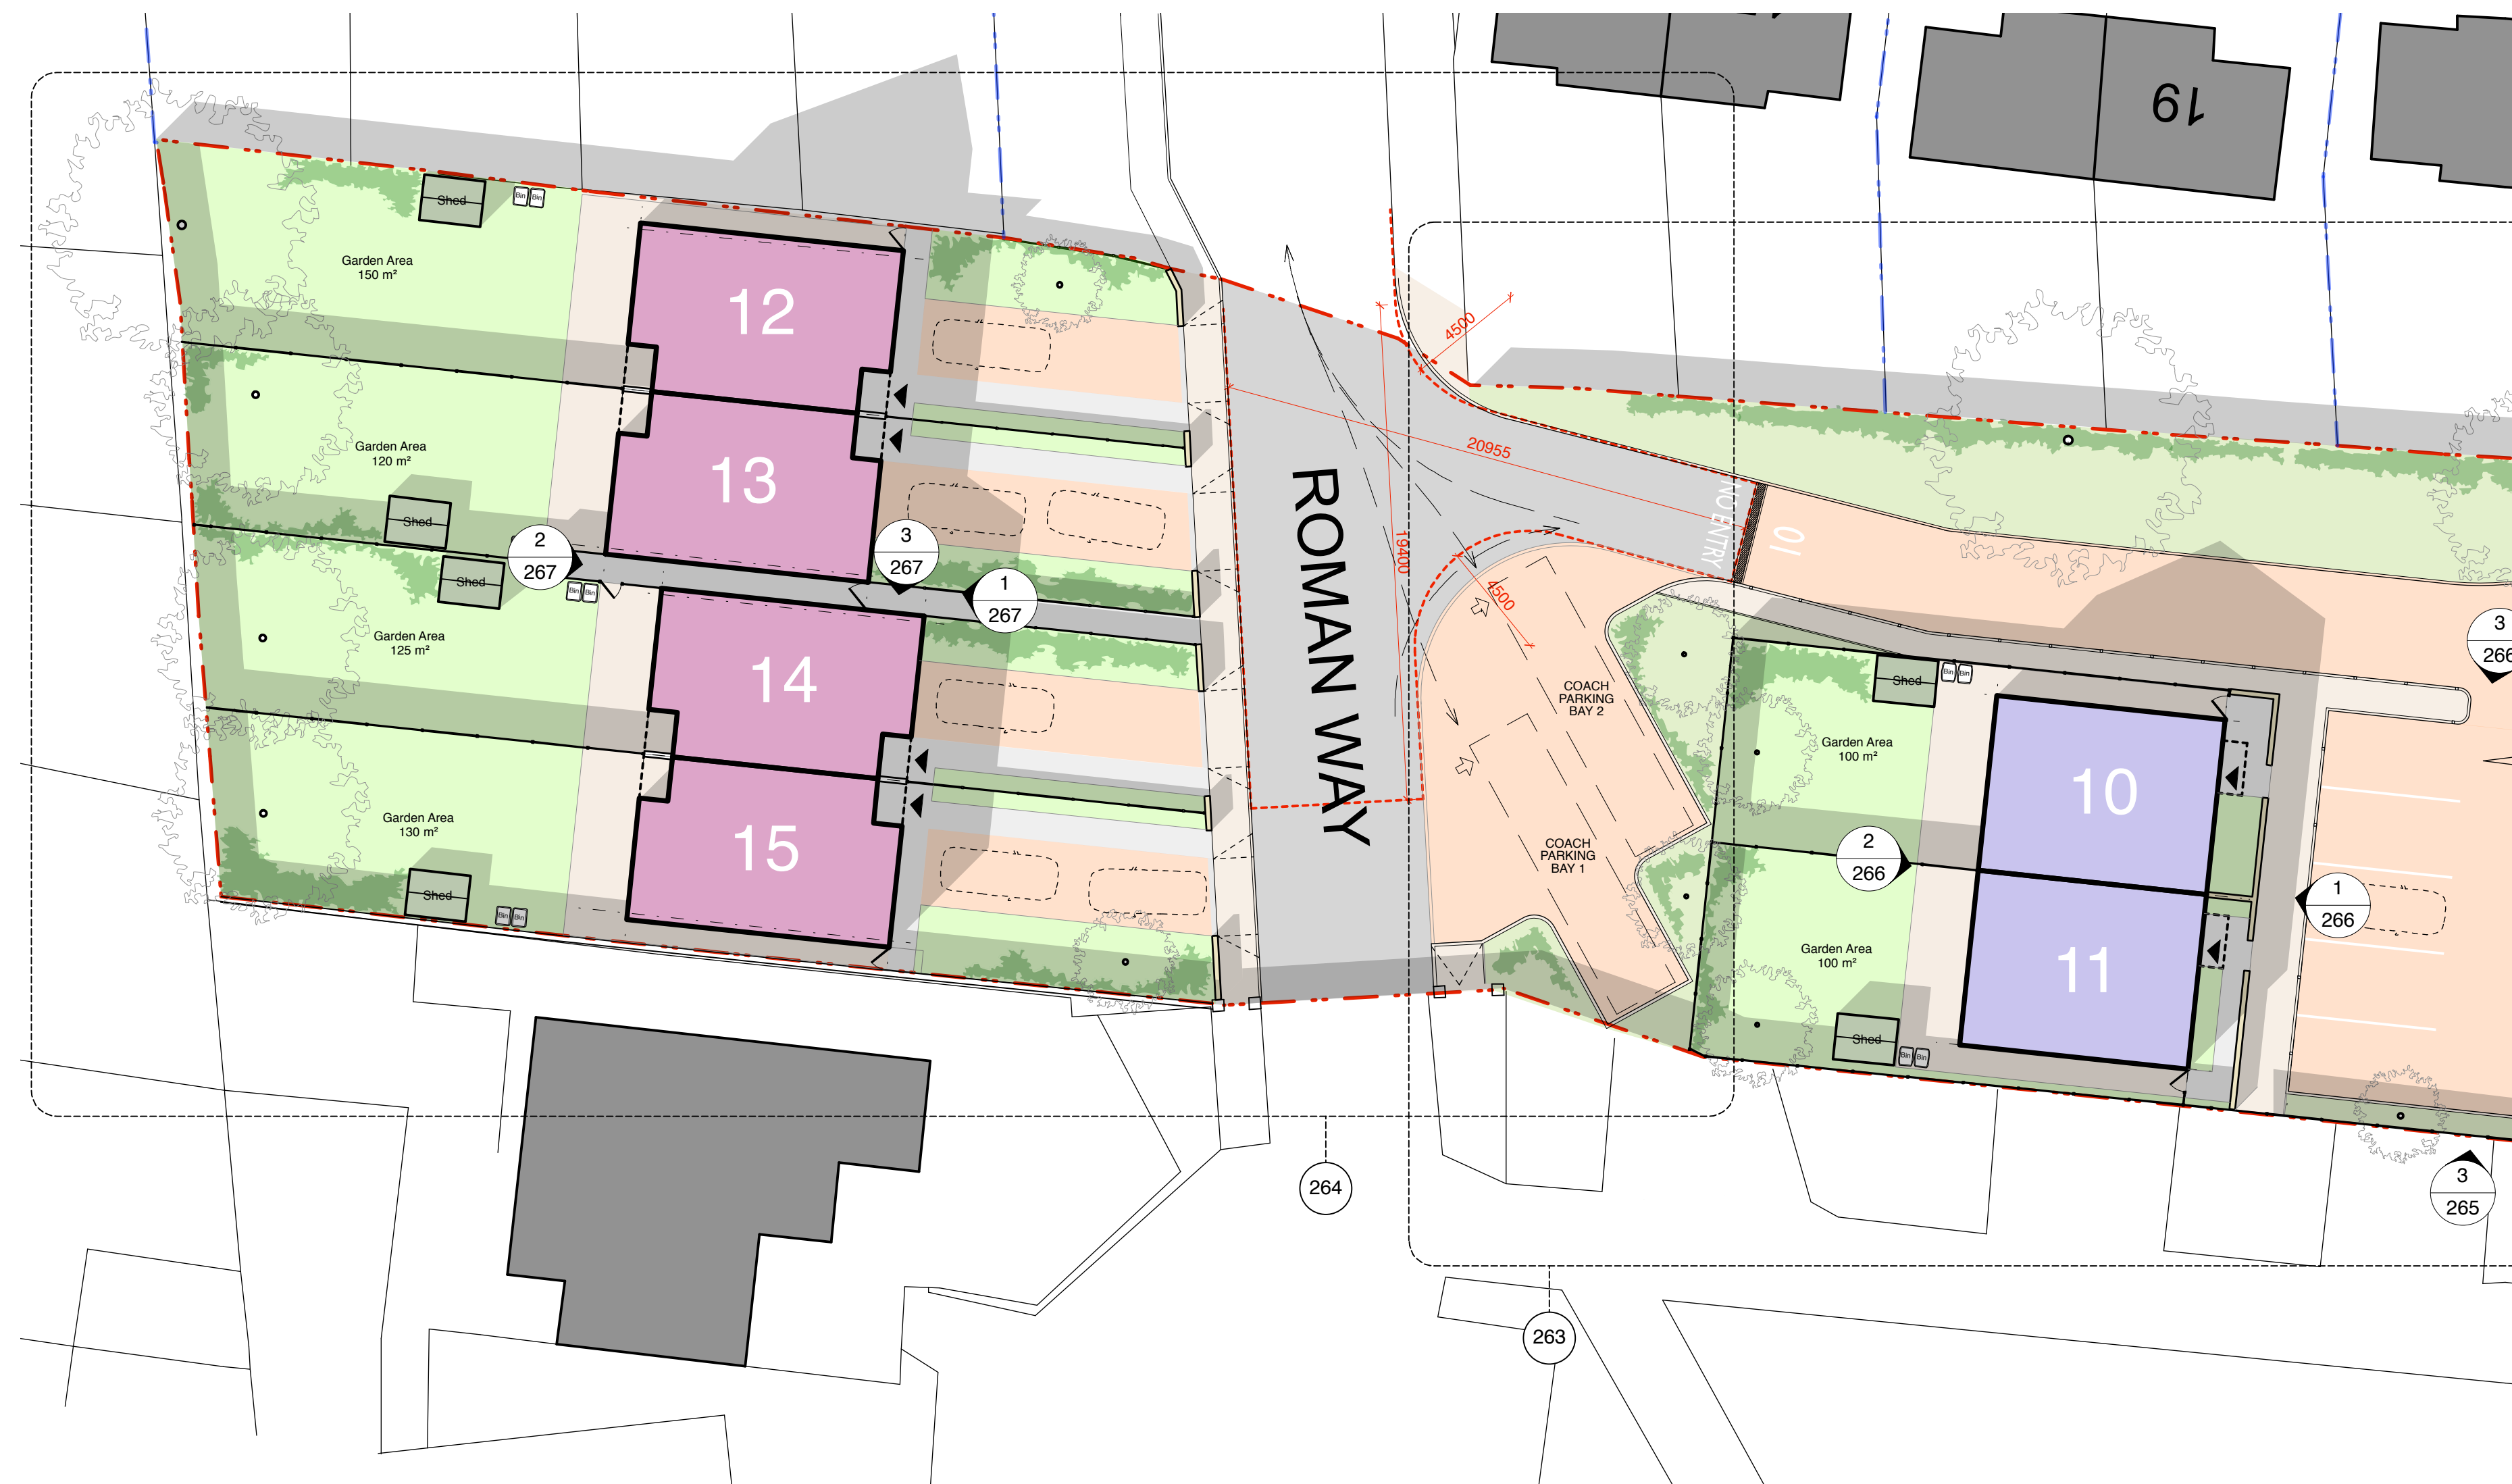 19
Shed
Bin
Bin
Garden Area
150 m²
12
4500
Garden Area
120 m²
13
20955
ROMAN WAY
Shed
2
267
3
267
19400
NO ENTRY
Shed
Bin
Bin
1
267
4500
Garden Area
125 m²
14
COACH
PARKING
BAY 2
Shed
Bin
Bin
3
266
Garden Area
100 m²
10
Garden Area
130 m²
15
COACH
PARKING
BAY 1
2
266
Shed
Bin
Bin
1
266
Garden Area
100 m²
11
Shed
Bin
Bin
264
3
265
263